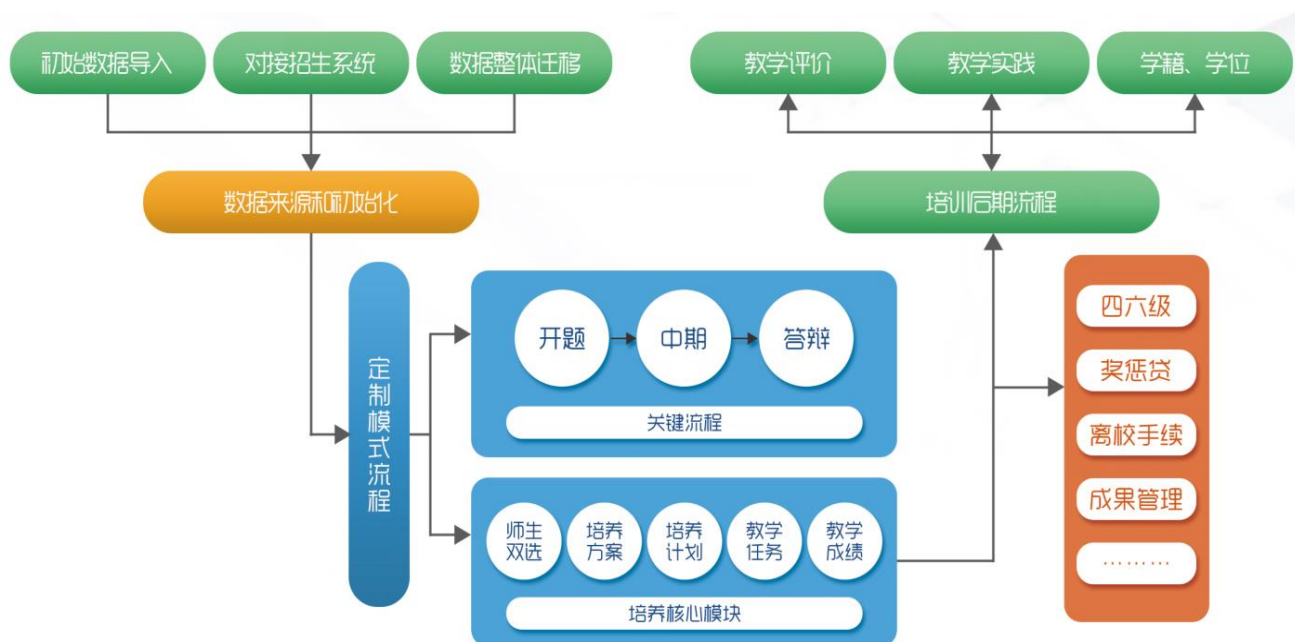 初始数据导入
对接招生系统
数据整体迁移
教学评价
教学实践
学籍、学位
数据来源和初始化
培训后期流程
定制模式流程
开题
中期
答辩
关键流程
师生
双选
培养
方案
培养
计划
教学
任务
教学
成绩
培养核心模块
四六级
奖惩贷
离校手续
成果管理
………